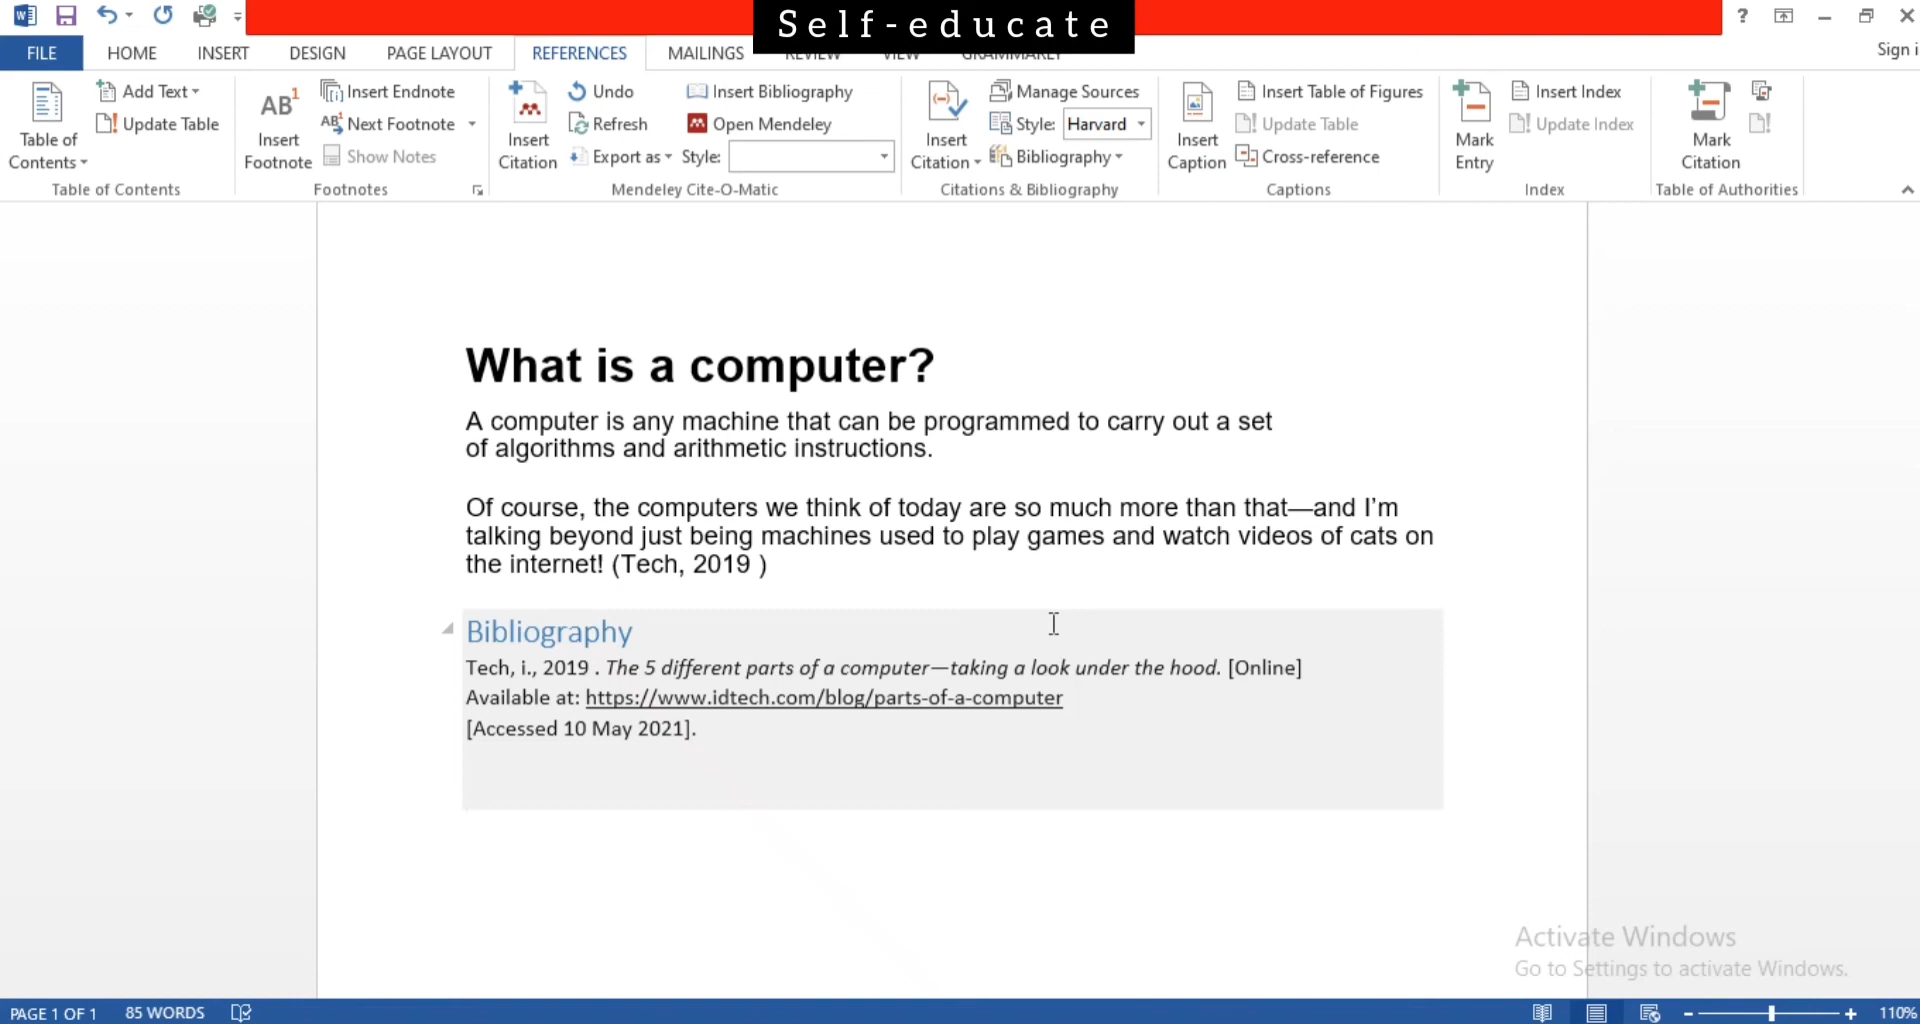 Self-educate
Sign i
FILE HOME INSERT DESIGN PAGE LAYOUT REFERENCES MAILINGS REVIEW VIEW GRAMMARLY
Table of Contents
Add Text
Update Table
Table of Contents
AB1
Insert Footnote
Insert Endnote
Next Footnote
Show Notes
Footnotes
Insert Citation
Undo
Refresh
Export as
Insert Bibliography
Open Mendeley
Style:
Mendeley Cite-O-Matic
Insert Citation
Manage Sources
Style: Harvard
Bibliography
Citations & Bibliography
Insert Caption
Insert Table of Figures
Update Table
Cross-reference
Captions
Mark Entry
Insert Index
Update Index
Index
Mark Citation
Table of Authorities
What is a computer?
A computer is any machine that can be programmed to carry out a set
of algorithms and arithmetic instructions.
Of course, the computers we think of today are so much more than that—and I’m
talking beyond just being machines used to play games and watch videos of cats on
the internet! (Tech, 2019 )
Bibliography
Tech, i., 2019 . The 5 different parts of a computer—taking a look under the hood. [Online]
Available at: https://www.idtech.com/blog/parts-of-a-computer
[Accessed 10 May 2021].
Activate Windows
Go to Settings to activate Windows.
PAGE 1 OF 1 85 WORDS 110%